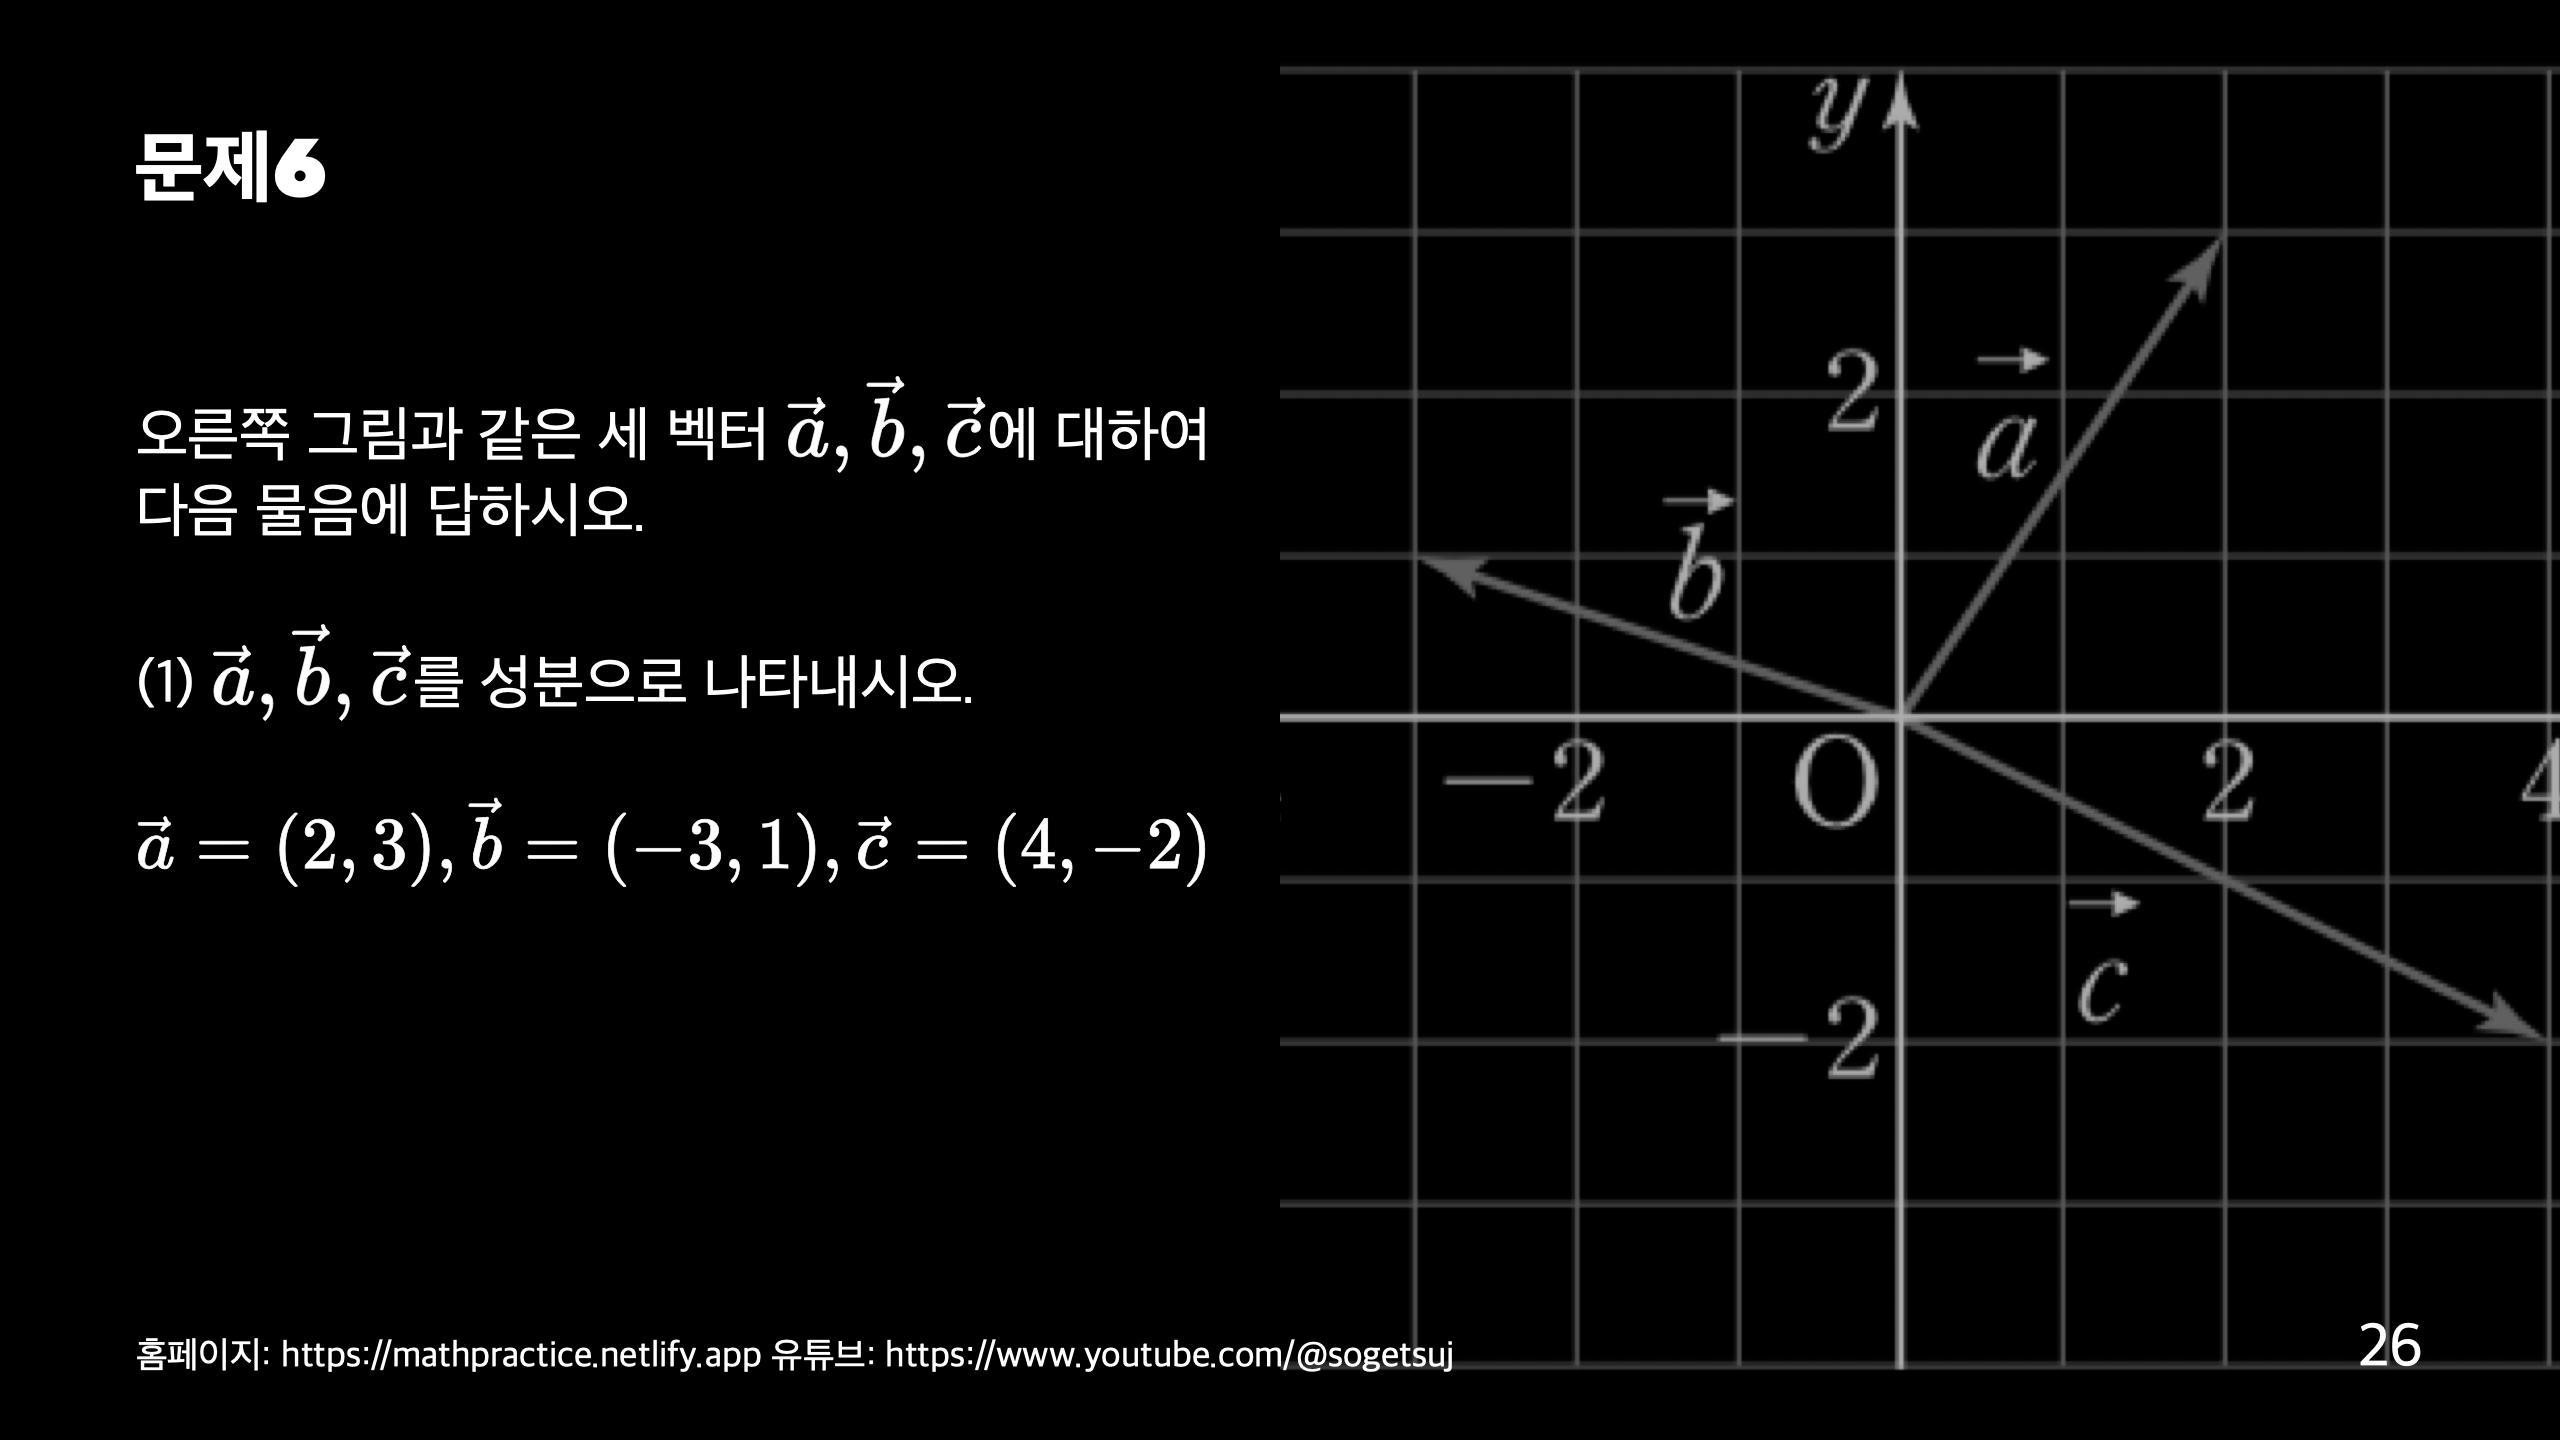 문제6
오른쪽 그림과 같은 세 벡터 $\vec{a}, \vec{b}, \vec{c}$에 대하여
다음 물음에 답하시오.
(1) $\vec{a}, \vec{b}, \vec{c}$를 성분으로 나타내시오.
$\vec{a} = (2, 3), \vec{b} = (-3, 1), \vec{c} = (4, -2)$
y
2
$\vec{a}$
$\vec{b}$
−2 O 2 4
$\vec{c}$
−2
홈페이지: https://mathpractice.netlify.app 유튜브: https://www.youtube.com/@sogetsuj
26